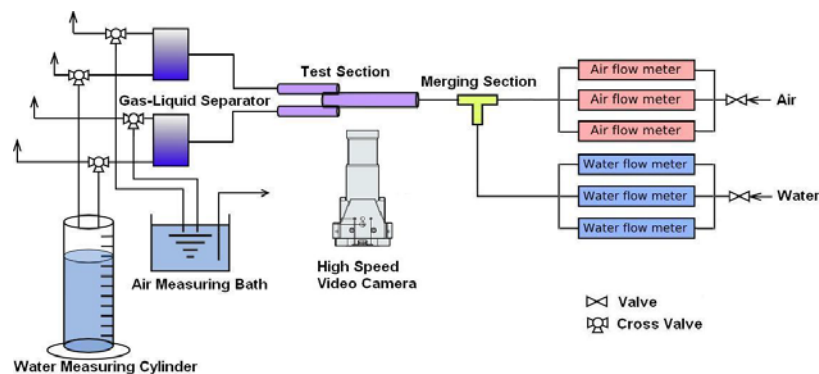 Test Section
Merging Section
Gas-Liquid Separator
Air flow meter
Air flow meter
Air flow meter
Air
Water flow meter
Water flow meter
Water flow meter
Water
Air Measuring Bath
High Speed
Video Camera
Valve
Cross Valve
Water Measuring Cylinder